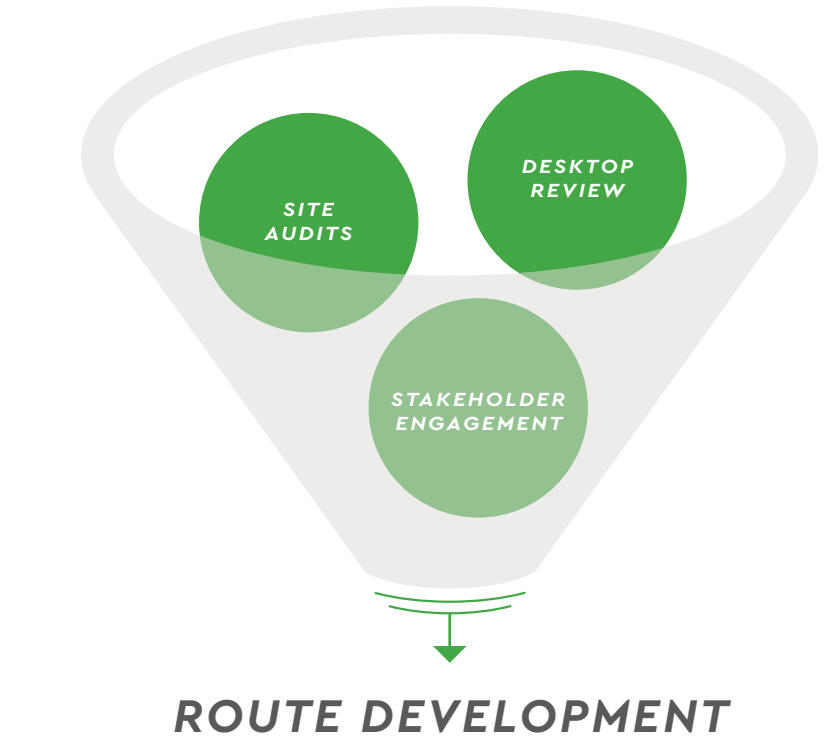 SITE
AUDITS
DESKTOP
REVIEW
STAKEHOLDER
ENGAGEMENT
ROUTE DEVELOPMENT